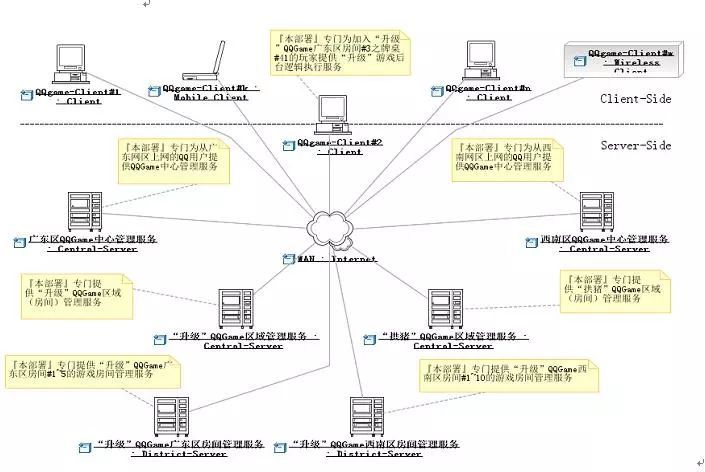 『本部署』专门为加入“升级
”QQGame广东区房间#3之牌桌
#41的玩家提供“升级”游戏后
台逻辑执行服务
QQgame-Client#1
: Client
QQgame-Client#k :
Mobile Client
QQgame-Client#n
: Client
QQgame-Client#w
: Wireless
Client
Client-Side
QQgame-Client#2
: Client
Server-Side
『本部署』专门为从广
东网区上网的QQ用户提
供QQGame中心管理服务
『本部署』专门为从西
南网区上网的QQ用户提
供QQGame中心管理服务
广东区QQGame中心管理服务
: Central-Server
WAN : Internet
西南区QQGame中心管理服务
: Central-Server
『本部署』专门提
供“升级”QQGame区域
（房间）管理服务
『本部署』专门提
供“拱猪”QQGame区域
（房间）管理服务
“升级”QQGame区域管理服务 :
Central-Server
“拱猪”QQGame区域管理服务 :
Central-Server
『本部署』专门提供“升级”QQGame广
东区房间#1~5的游戏房间管理服务
『本部署』专门提供“升级”QQGame西
南区房间#1~10的游戏房间管理服务
“升级”QQGame广东区房间管理服务
: District-Server
“升级”QQGame西南区房间管理服务
: District-Server